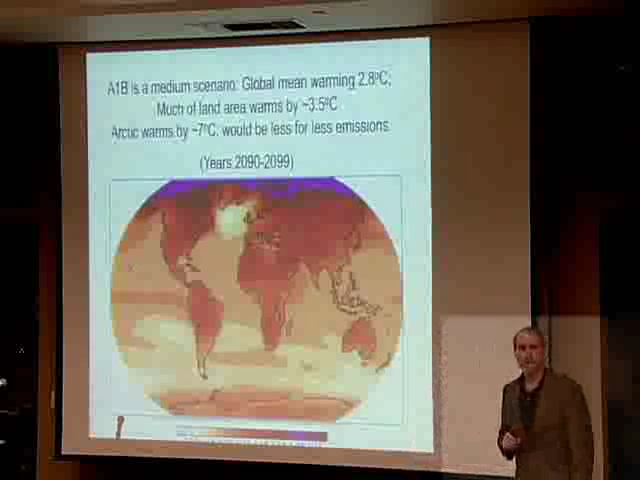 A1B is a medium scenario: Global mean warming 2.8ºC;
Much of land area warms by ~3.5ºC
Arctic warms by ~7ºC, would be less for less emissions
(Years 2090-2099)